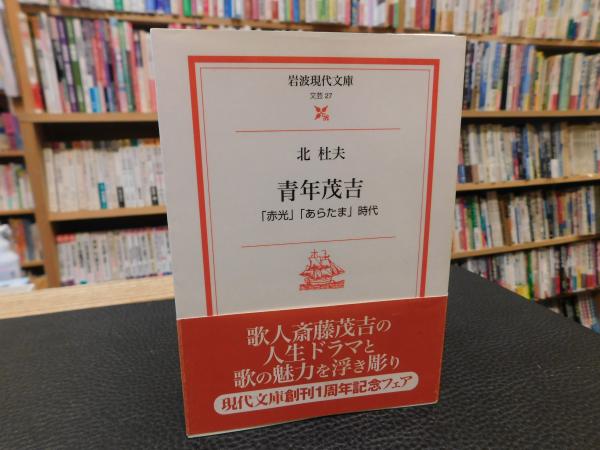 岩波現代文庫
文芸 27
北 杜夫
青年茂吉
「赤光」「あらたま」時代
歌人斎藤茂吉の
人生ドラマと
歌の魅力を浮き彫り
現代文庫創刊1周年記念フェア